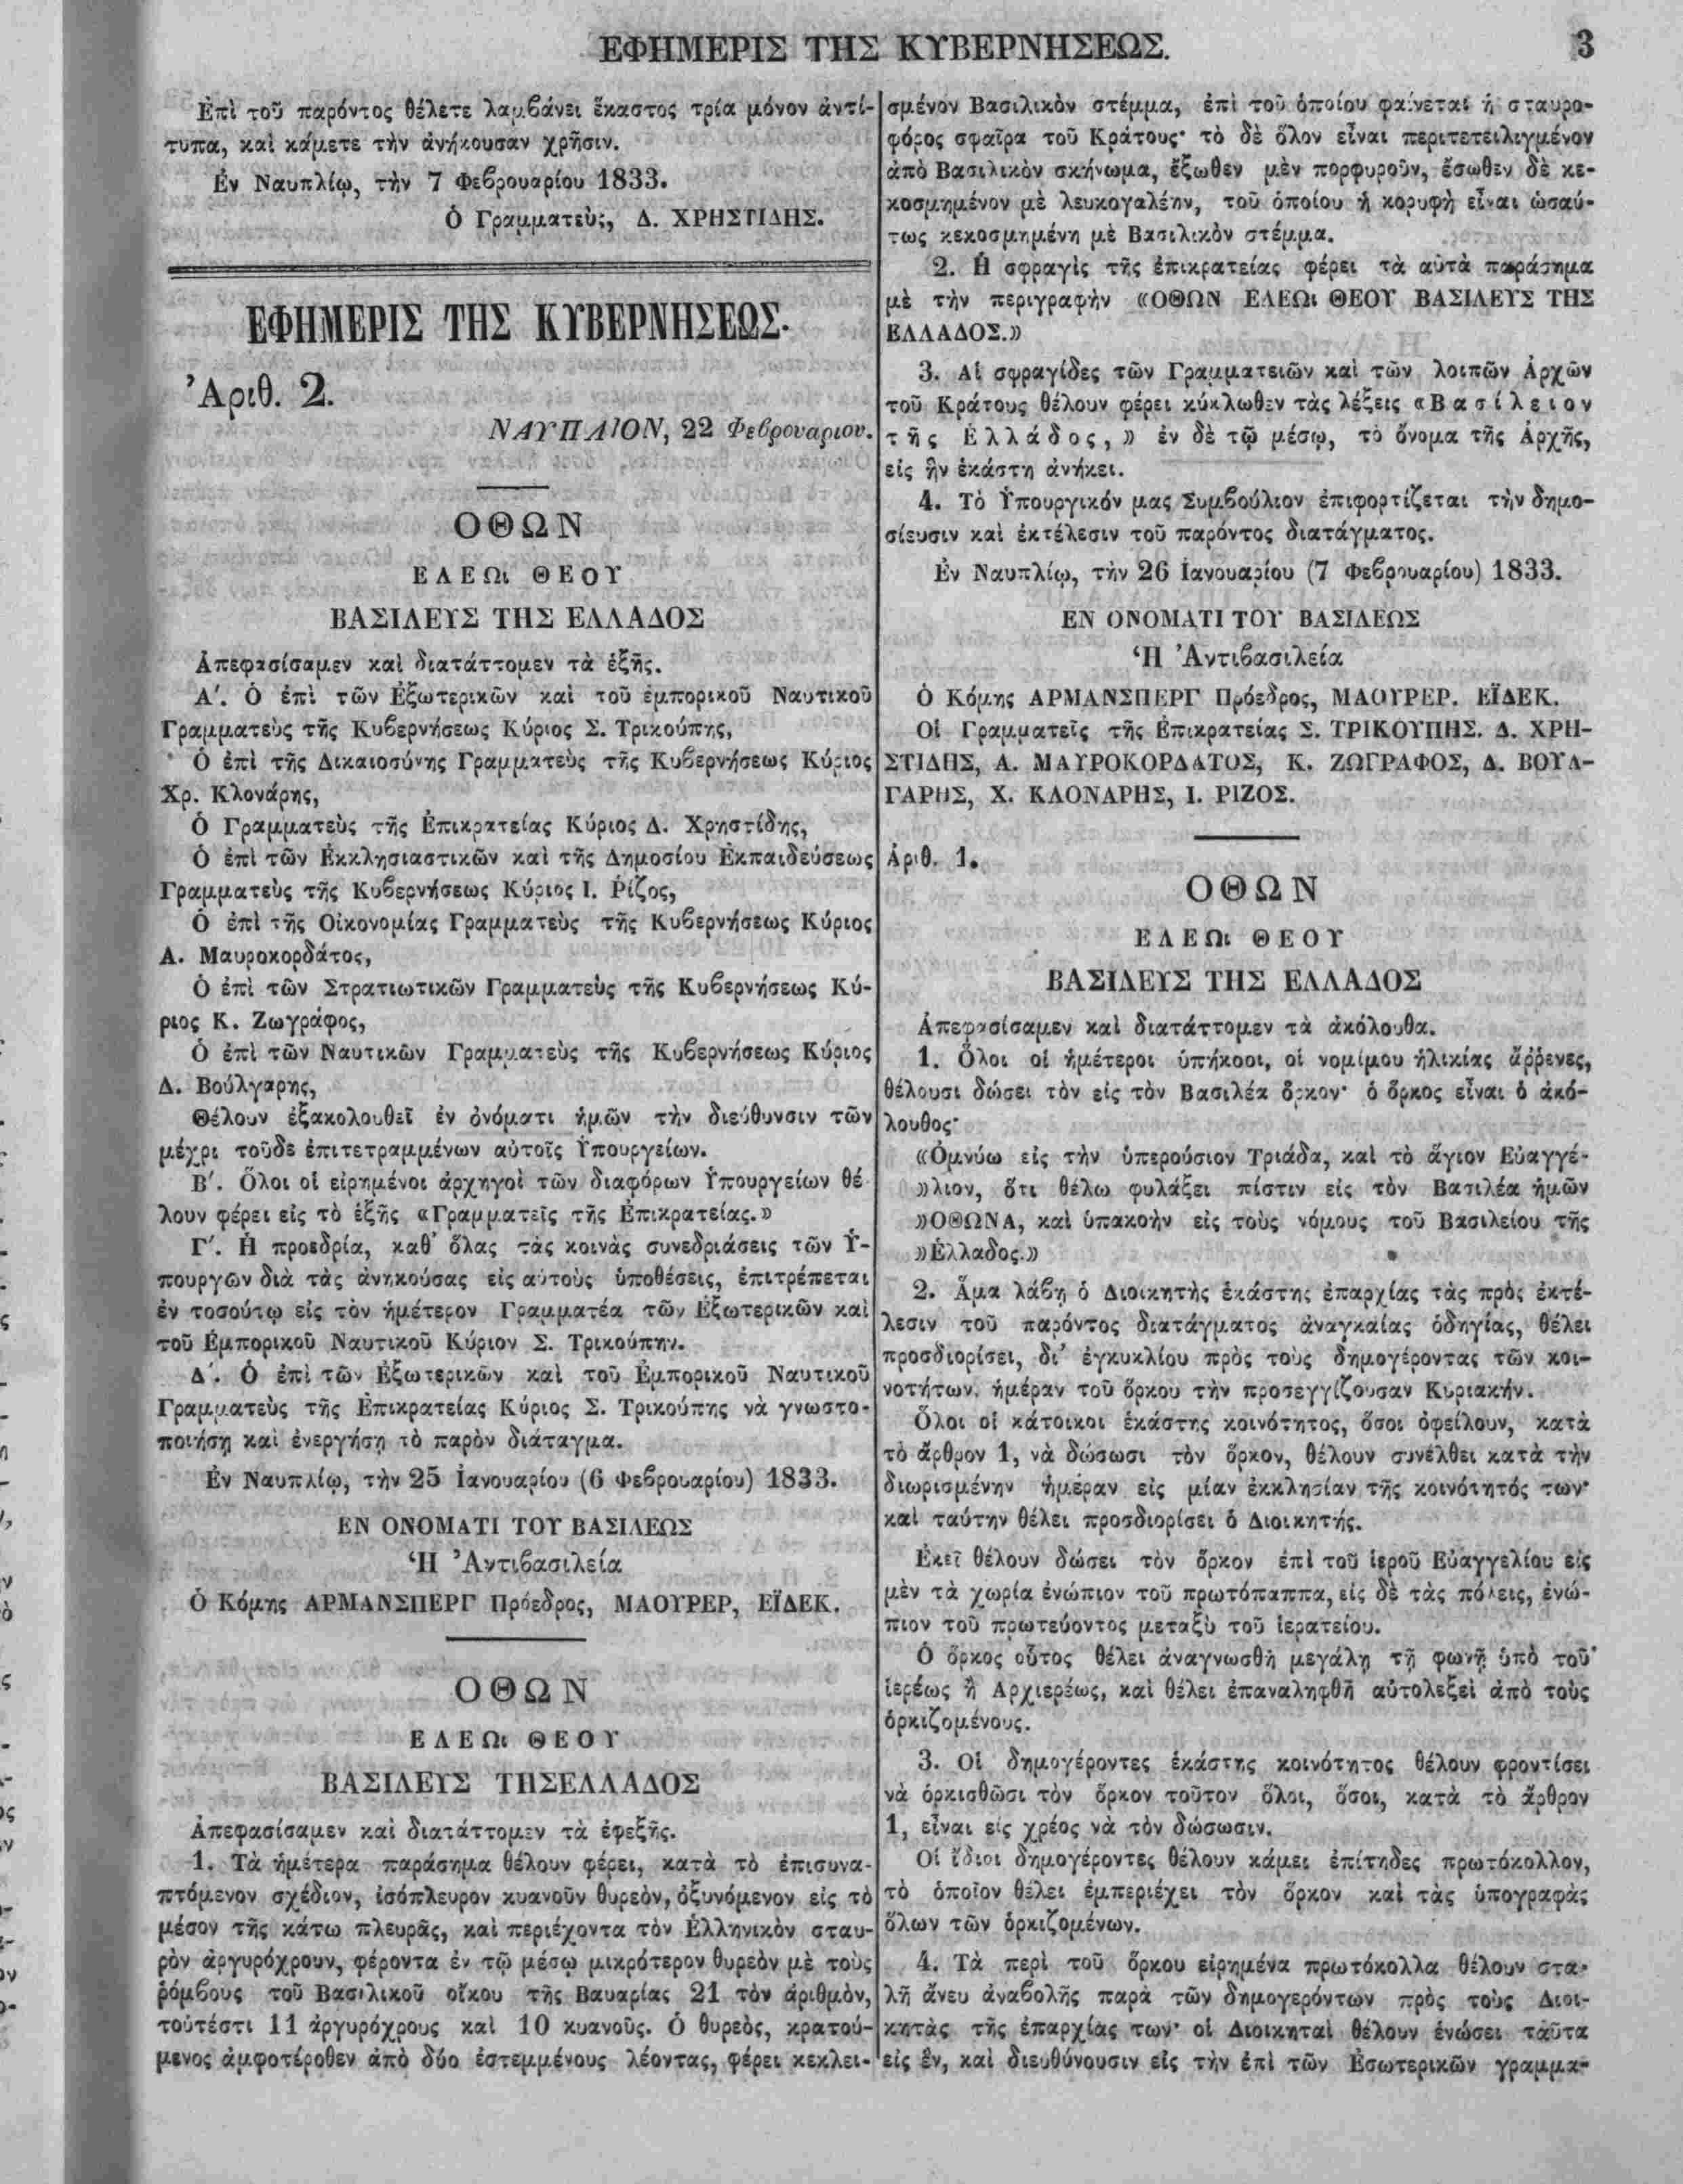 ΕΦΗΜΕΡΙΣ ΤΗΣ ΚΥΒΕΡΝΗΣΕΩΣ.
3
Ἐπὶ τοῦ παρόντος θέλετε λαμβάνει ἕκαστος τρία μόνον ἀντί-
τυπα, καὶ κάμετε τὴν ἀνήκουσαν χρῆσιν.
Ἐν Ναυπλίῳ, τὴν 7 Φεβρουαρίου 1833.
Ὁ Γραμματεὺς, Δ. ΧΡΗΣΤΙΔΗΣ.
ΕΦΗΜΕΡΙΣ ΤΗΣ ΚΥΒΕΡΝΗΣΕΩΣ.
Ἀριθ. 2.
ΝΑΥΠΛΙΟΝ, 22 Φεβρουαριου.
ΟΘΩΝ
ΕΛΕΩι ΘΕΟΥ
ΒΑΣΙΛΕΥΣ ΤΗΣ ΕΛΛΑΔΟΣ
Ἀπεφασίσαμεν καὶ διατάττομεν τὰ ἑξῆς.
Α'. Ὁ ἐπὶ τῶν Ἐξωτερικῶν καὶ τοῦ ἐμπορικοῦ Ναυτικοῦ
Γραμματεὺς τῆς Κυβερνήσεως Κύριος Σ. Τρικούπης,
Ὁ ἐπὶ τῆς Δικαιοσύνης Γραμματεὺς τῆς Κυβερνήσεως Κύριος
Χρ. Κλονάρης,
Ὁ Γραμματεὺς τῆς Ἐπικρατείας Κύριος Δ. Χρηστίδης,
Ὁ ἐπὶ τῶν Ἐκκλησιαστικῶν καὶ τῆς Δημοσίου Ἐκπαιδεύσεως
Γραμματεὺς τῆς Κυβερνήσεως Κύριος Ι. Ῥίζος,
Ὁ ἐπὶ τῆς Οἰκονομίας Γραμματεὺς τῆς Κυβερνήσεως Κύριος
Α. Μαυροκορδάτος,
Ὁ ἐπὶ τῶν Στρατιωτικῶν Γραμματεὺς τῆς Κυβερνήσεως Κύ-
ριος Κ. Ζωγράφος,
Ὁ ἐπὶ τῶν Ναυτικῶν Γραμματεὺς τῆς Κυβερνήσεως Κύριος
Δ. Βούλγαρης,
Θέλουν ἐξακολουθεῖ ἐν ὀνόματι ἡμῶν τὴν διεύθυνσιν τῶν
μέχρι τοῦδε ἐπιτετραμμένων αὐτοῖς Ὑπουργείων.
Β'. Ὅλοι οἱ εἰρημένοι ἀρχηγοὶ τῶν διαφόρων Ὑπουργείων θέ-
λουν φέρει εἰς τὸ ἑξῆς «Γραμματεῖς τῆς Ἐπικρατείας.»
Γ'. Ἡ προεδρία, καθ' ὅλας τὰς κοινὰς συνεδριάσεις τῶν Ὑ-
πουργῶν διὰ τὰς ἀνηκούσας εἰς αὐτοὺς ὑποθέσεις, ἐπιτρέπεται
ἐν τοσούτῳ εἰς τὸν ἡμέτερον Γραμματέα τῶν Ἐξωτερικῶν καὶ
τοῦ Ἐμπορικοῦ Ναυτικοῦ Κύριον Σ. Τρικούπην.
Δ'. Ὁ ἐπὶ τῶν Ἐξωτερικῶν καὶ τοῦ Ἐμπορικοῦ Ναυτικοῦ
Γραμματεὺς τῆς Ἐπικρατείας Κύριος Σ. Τρικούπης νὰ γνωστο-
ποιήσῃ καὶ ἐνεργήσῃ τὸ παρὸν διάταγμα.
Ἐν Ναυπλίῳ, τὴν 25 Ἰανουαρίου (6 Φεβρουαρίου) 1833.
ΕΝ ΟΝΟΜΑΤΙ ΤΟΥ ΒΑΣΙΛΕΩΣ
Ἡ Ἀντιβασιλεία
Ὁ Κόμης ΑΡΜΑΝΣΠΕΡΓ Πρόεδρος, ΜΑΟΥΡΕΡ, ΕΪΔΕΚ.
ΟΘΩΝ
ΕΛΕΩι ΘΕΟΥ
ΒΑΣΙΛΕΥΣ ΤΗΣΕΛΛΑΔΟΣ
Ἀπεφασίσαμεν καὶ διατάττομεν τὰ ἐφεξῆς.
1. Τὰ ἡμέτερα παράσημα θέλουν φέρει, κατὰ τὸ ἐπισυνα-
πτόμενον σχέδιον, ἰσόπλευρον κυανοῦν θυρεὸν, ὀξυνόμενον εἰς τὸ
μέσον τῆς κάτω πλευρᾶς, καὶ περιέχοντα τὸν Ἑλληνικὸν σταυ-
ρὸν ἀργυρόχρουν, φέροντα ἐν τῷ μέσῳ μικρότερον θυρεὸν μὲ τοὺς
ῥόμβους τοῦ Βασιλικοῦ οἴκου τῆς Βαυαρίας 21 τὸν ἀριθμὸν,
τουτέστι 11 ἀργυρόχρους καὶ 10 κυανοῦς. Ὁ θυρεὸς, κρατού-
μενος ἀμφοτέροθεν ἀπὸ δύο ἐστεμμένους λέοντας, φέρει κεκλει-
σμένον Βασιλικὸν στέμμα, ἐπὶ τοῦ ὁποίου φαίνεται ἡ σταυρο-
φόρος σφαῖρα τοῦ Κράτους· τὸ δὲ ὅλον εἶναι περιτετειλιγμένον
ἀπὸ Βασιλικὸν σκήνωμα, ἔξωθεν μὲν πορφυροῦν, ἔσωθεν δὲ κε-
κοσμημένον μὲ λευκογαλέην, τοῦ ὁποίου ἡ κορυφὴ εἶναι ὡσαύ-
τως κεκοσμημένη μὲ Βασιλικὸν στέμμα.
2. Ἡ σφραγὶς τῆς ἐπικρατείας φέρει τὰ αὐτὰ παράσημα
μὲ τὴν περιγραφὴν «ΟΘΩΝ ΕΛΕΩι ΘΕΟΥ ΒΑΣΙΛΕΥΣ ΤΗΣ
ΕΛΛΑΔΟΣ.»
3. Αἱ σφραγίδες τῶν Γραμματειῶν καὶ τῶν λοιπῶν Ἀρχῶν
τοῦ Κράτους θέλουν φέρει κύκλωθεν τὰς λέξεις «Βασίλειον
τῆς Ἑλλάδος,» ἐν δὲ τῷ μέσῳ, τὸ ὄνομα τῆς Ἀρχῆς,
εἰς ἣν ἑκάστη ἀνήκει.
4. Τὸ Ὑπουργικόν μας Συμβούλιον ἐπιφορτίζεται τὴν δημο-
σίευσιν καὶ ἐκτέλεσιν τοῦ παρόντος διατάγματος.
Ἐν Ναυπλίῳ, τὴν 26 Ἰανουαρίου (7 Φεβρουαρίου) 1833.
ΕΝ ΟΝΟΜΑΤΙ ΤΟΥ ΒΑΣΙΛΕΩΣ
Ἡ Ἀντιβασιλεία
Ὁ Κόμης ΑΡΜΑΝΣΠΕΡΓ Πρόεδρος, ΜΑΟΥΡΕΡ. ΕΪΔΕΚ.
Οἱ Γραμματεῖς τῆς Ἐπικρατείας Σ. ΤΡΙΚΟΥΠΗΣ. Δ. ΧΡΗ-
ΣΤΙΔΗΣ, Α. ΜΑΥΡΟΚΟΡΔΑΤΟΣ, Κ. ΖΩΓΡΑΦΟΣ, Δ. ΒΟΥΛ-
ΓΑΡΗΣ, Χ. ΚΛΟΝΑΡΗΣ, Ι. ΡΙΖΟΣ.
Ἀριθ. 1.
ΟΘΩΝ
ΕΛΕΩι ΘΕΟΥ
ΒΑΣΙΛΕΥΣ ΤΗΣ ΕΛΛΑΔΟΣ
Ἀπεφασίσαμεν καὶ διατάττομεν τὰ ἀκόλουθα.
1. Ὅλοι οἱ ἡμέτεροι ὑπήκοοι, οἱ νομίμου ἡλικίας ἄῤῥενες,
θέλουσι δώσει τὸν εἰς τὸν Βασιλέα ὅρκον· ὁ ὅρκος εἶναι ὁ ἀκό-
λουθος·
«Ὀμνύω εἰς τὴν ὑπερούσιον Τριάδα, καὶ τὸ ἅγιον Εὐαγγέ-
»λιον, ὅτι θέλω φυλάξει πίστιν εἰς τὸν Βασιλέα ἡμῶν
»ΟΘΩΝΑ, καὶ ὑπακοὴν εἰς τοὺς νόμους τοῦ Βασιλείου τῆς
»Ἑλλαδος.»
2. Ἅμα λάβῃ ὁ Διοικητὴς ἑκάστης ἐπαρχίας τὰς πρὸς ἐκτέ-
λεσιν τοῦ παρόντος διατάγματος ἀναγκαίας ὁδηγίας, θέλει
προσδιορίσει, δι' ἐγκυκλίου πρὸς τοὺς δημογέροντας τῶν κοι-
νοτήτων, ἡμέραν τοῦ ὅρκου τὴν προσεγγίζουσαν Κυριακήν.
Ὅλοι οἱ κάτοικοι ἑκάστης κοινότητος, ὅσοι ὀφείλουν, κατὰ
τὸ ἄρθρον 1, νὰ δώσωσι τὸν ὅρκον, θέλουν συνέλθει κατὰ τὴν
διωρισμένην ἡμέραν εἰς μίαν ἐκκλησίαν τῆς κοινότητός των·
καὶ ταύτην θέλει προσδιορίσει ὁ Διοικητής.
Ἐκεῖ θέλουν δώσει τὸν ὅρκον ἐπὶ τοῦ ἱεροῦ Εὐαγγελίου εἰς
μὲν τὰ χωρία ἐνώπιον τοῦ πρωτόπαππα, εἰς δὲ τὰς πόλεις, ἐνώ-
πιον τοῦ πρωτεύοντος μεταξὺ τοῦ ἱερατείου.
Ὁ ὅρκος οὗτος θέλει ἀναγνωσθῆ μεγάλῃ τῇ φωνῇ ὑπὸ τοῦ
ἱερέως ἢ Ἀρχιερέως, καὶ θέλει ἐπαναληφθῆ αὐτολεξεὶ ἀπὸ τοὺς
ὁρκιζομένους.
3. Οἱ δημογέροντες ἑκάστης κοινότητος θέλουν φροντίσει
νὰ ὁρκισθῶσι τὸν ὅρκον τοῦτον ὅλοι, ὅσοι, κατὰ τὸ ἄρθρον
1, εἶναι εἰς χρέος νὰ τὸν δώσωσιν.
Οἱ ἴδιοι δημογέροντες θέλουν κάμει ἐπίτηδες πρωτόκολλον,
τὸ ὁποῖον θέλει ἐμπεριέχει τὸν ὅρκον καὶ τὰς ὑπογραφὰς
ὅλων τῶν ὁρκιζομένων.
4. Τὰ περὶ τοῦ ὅρκου εἰρημένα πρωτόκολλα θέλουν στα-
λῆ ἄνευ ἀναβολῆς παρὰ τῶν δημογερόντων πρὸς τοὺς Διοι-
κητὰς τῆς ἐπαρχίας των· οἱ Διοικηταὶ θέλουν ἑνώσει ταῦτα
εἰς ἓν, καὶ διευθύνουσιν εἰς τὴν ἐπὶ τῶν Ἐσωτερικῶν γραμμα-